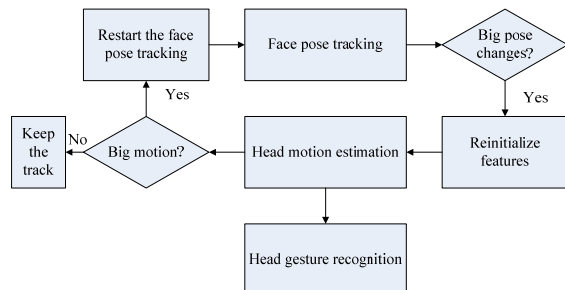 Restart the face
pose tracking
Face pose tracking
Big pose
changes?
Yes
Yes
Keep
the
track
No
Big motion?
Head motion estimation
Reinitialize
features
Head gesture recognition